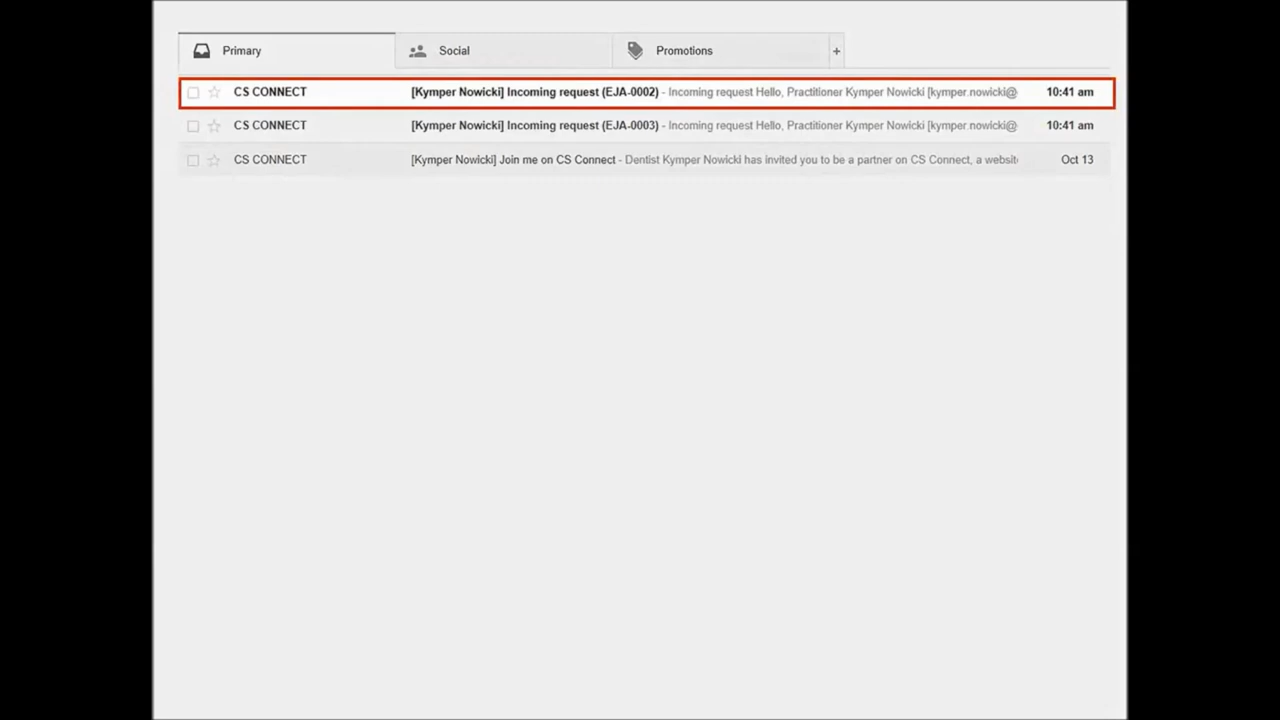 Primary Social Promotions +
CS CONNECT [Kymper Nowicki] Incoming request (EJA-0002) - Incoming request Hello, Practitioner Kymper Nowicki [kymper.nowicki@ 10:41 am
CS CONNECT [Kymper Nowicki] Incoming request (EJA-0003) - Incoming request Hello, Practitioner Kymper Nowicki [kymper.nowicki@ 10:41 am
CS CONNECT [Kymper Nowicki] Join me on CS Connect - Dentist Kymper Nowicki has invited you to be a partner on CS Connect, a websit Oct 13